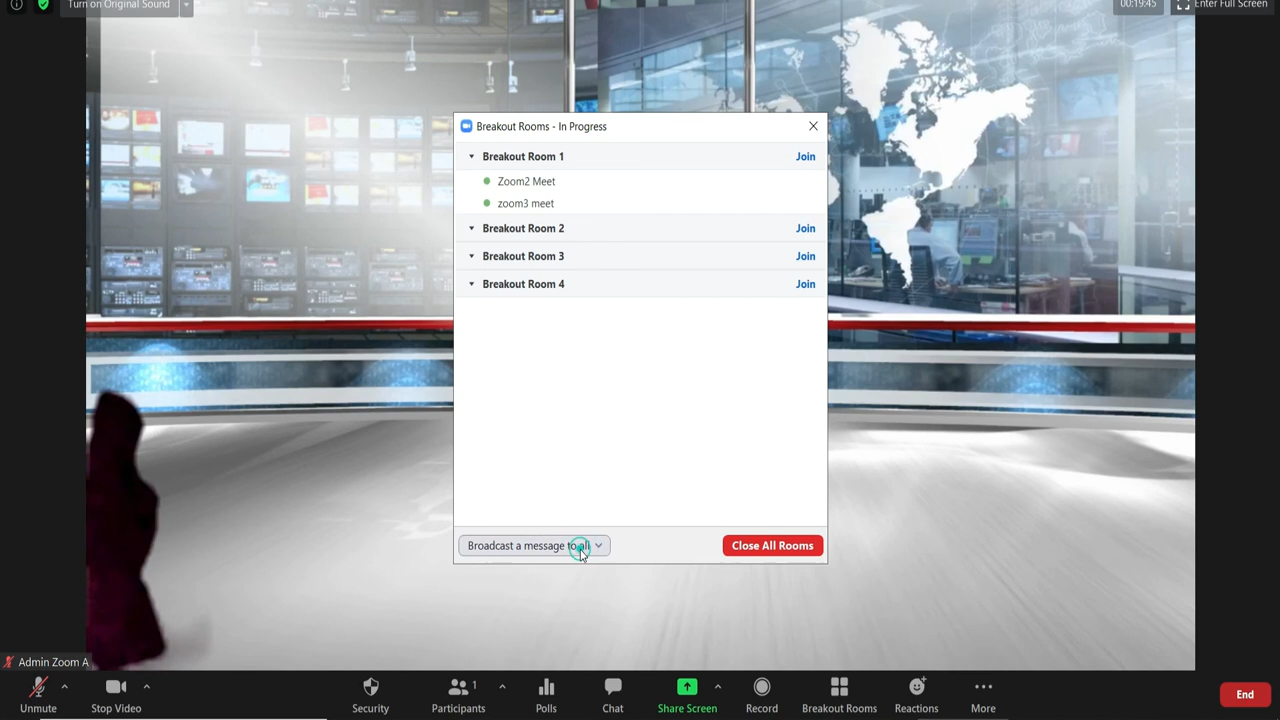 Turn on Original Sound
00:19:45
Enter Full Screen
Breakout Rooms - In Progress
Breakout Room 1 Join
Zoom2 Meet
zoom3 meet
Breakout Room 2 Join
Breakout Room 3 Join
Breakout Room 4 Join
Broadcast a message to all
Close All Rooms
Admin Zoom A
Unmute
Stop Video
Security
Participants 1
Polls
Chat
Share Screen
Record
Breakout Rooms
Reactions
More
End